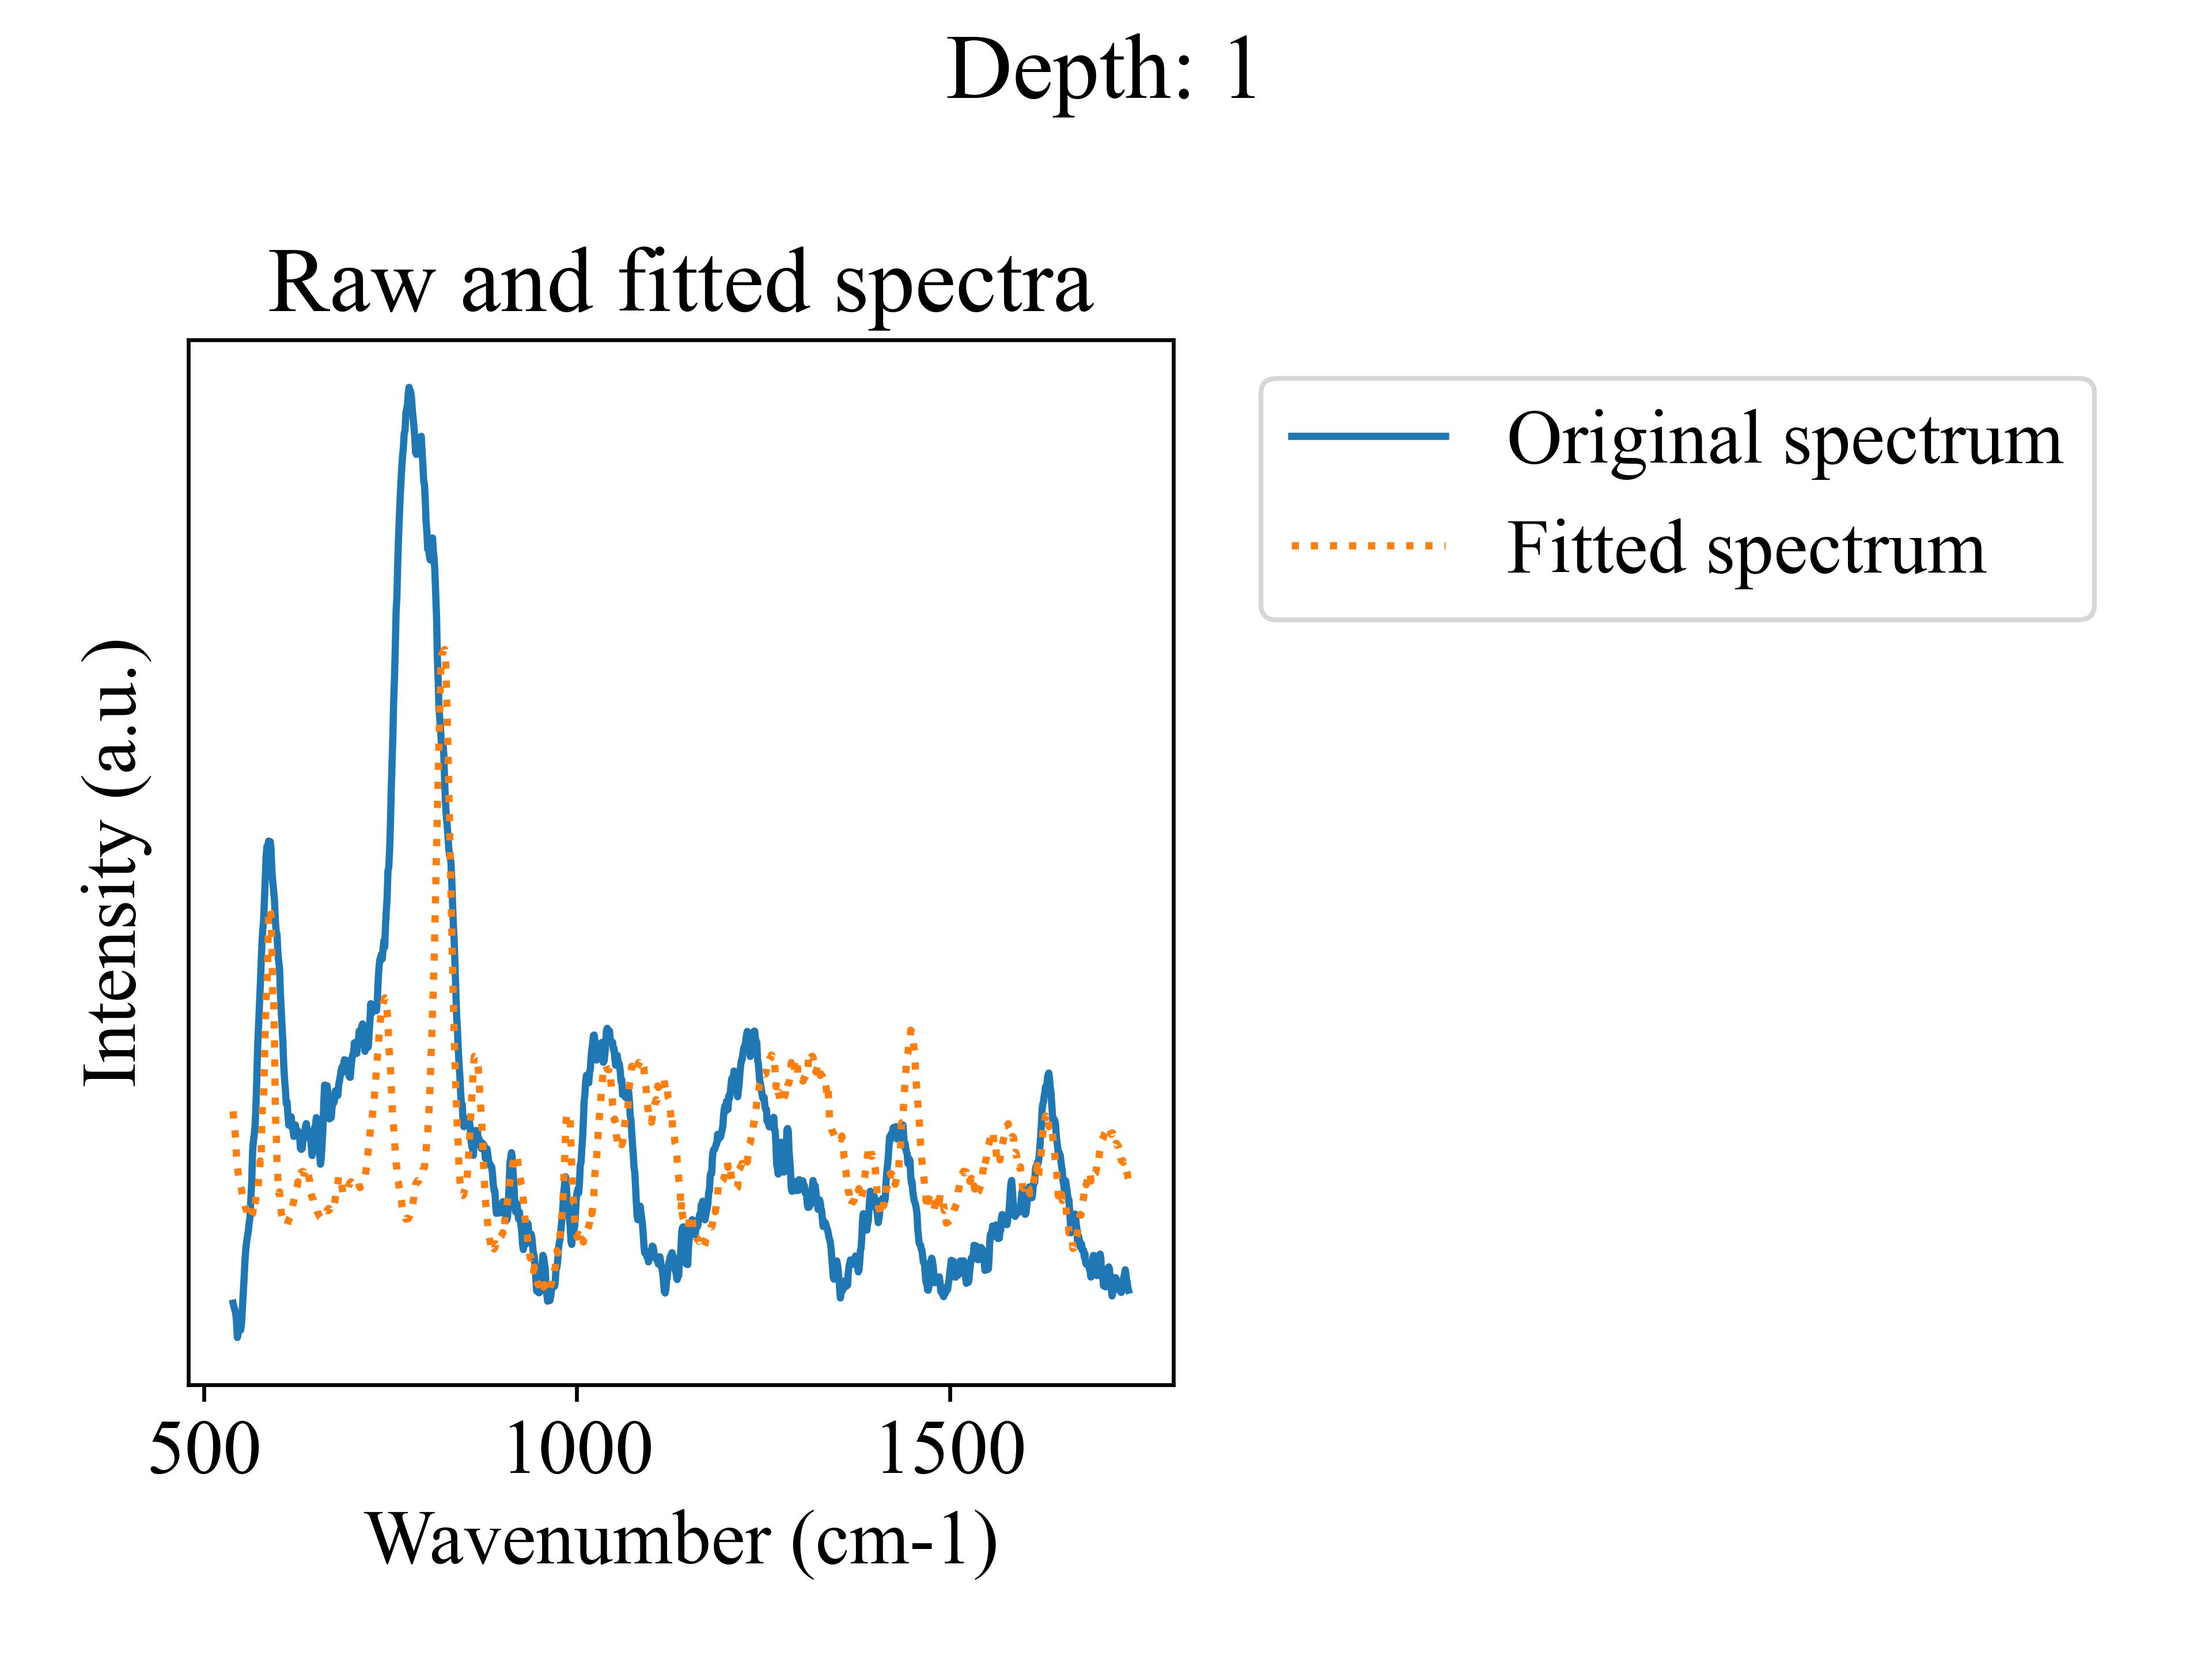 Depth: 1
Raw and fitted spectra
Original spectrum
Fitted spectrum
Intensity (a.u.)
500 1000 1500
Wavenumber (cm-1)